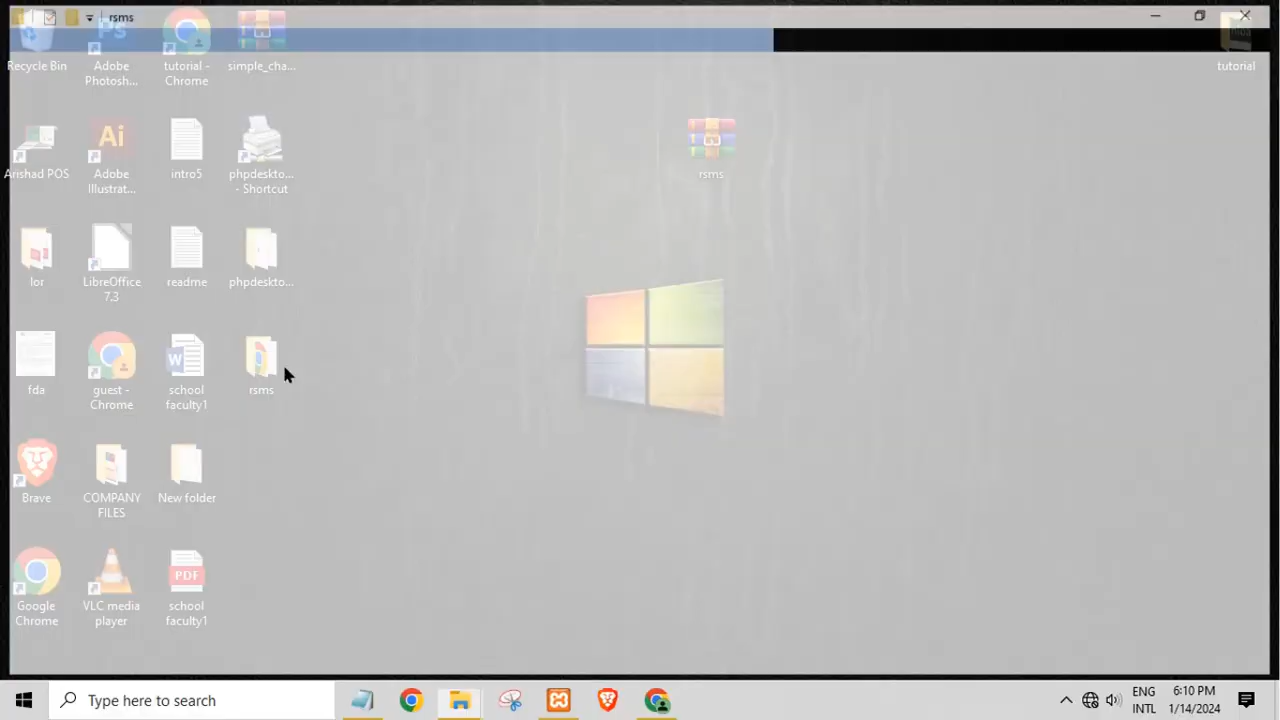 rsms
Recycle Bin
Adobe
Photosh...
tutorial -
Chrome
simple_cha...
tutorial
Arishad POS
Adobe
Illustrat...
intro5
phpdeskto...
- Shortcut
rsms
lor
LibreOffice
7.3
readme
phpdeskto...
fda
guest -
Chrome
school
faculty1
rsms
Brave
COMPANY
FILES
New folder
Google
Chrome
VLC media
player
PDF
school
faculty1
Type here to search
ENG
INTL
6:10 PM
1/14/2024